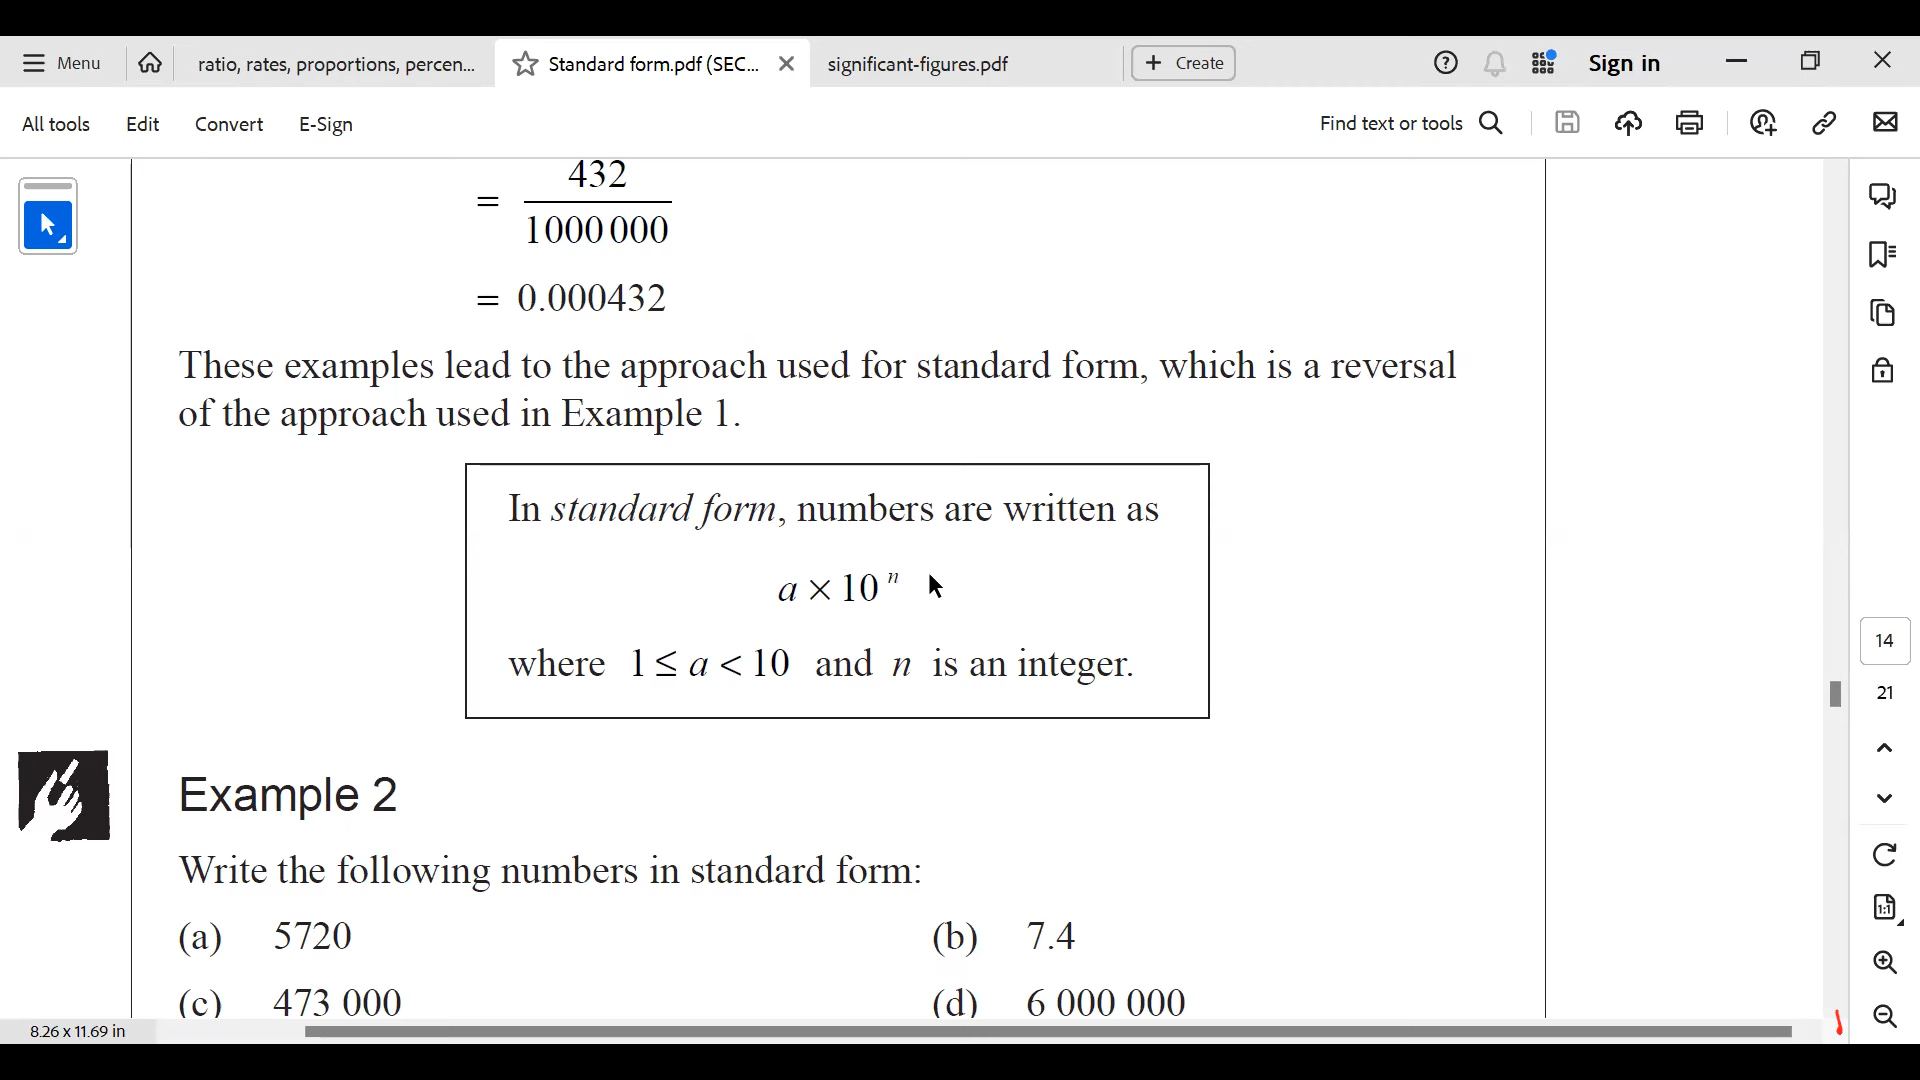 Menu
ratio, rates, proportions, percen...
Standard form.pdf (SEC...
significant-figures.pdf
+ Create
Sign in
All tools
Edit
Convert
E-Sign
Find text or tools
= 432 / 1000 000
= 0.000432
These examples lead to the approach used for standard form, which is a reversal
of the approach used in Example 1.
In standard form, numbers are written as
a × 10ⁿ
where 1 ≤ a < 10 and n is an integer.
Example 2
Write the following numbers in standard form:
(a) 5720 (b) 7.4
(c) 473 000 (d) 6 000 000
14
21
1:1
8.26 x 11.69 in